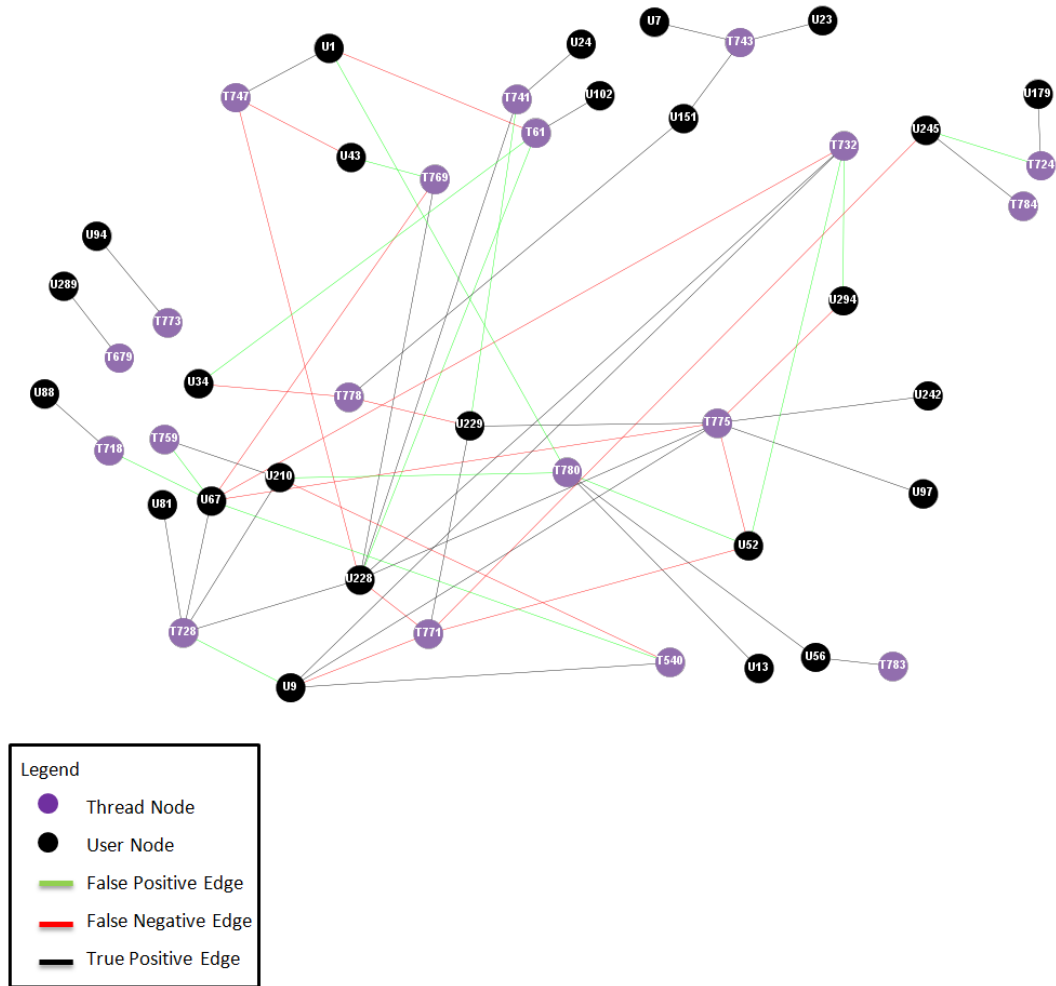 U7
U23
U1
T743
U24
T747
T741
U102
U179
U151
T61
U245
T732
U43
T724
T769
T784
U94
U289
U294
T773
T679
U34
U88
T778
U242
T775
U229
T759
T718
U210
T780
U97
U67
U81
U52
U228
T728
T771
U56
T540
T783
U13
U9
Legend
Thread Node
User Node
False Positive Edge
False Negative Edge
True Positive Edge